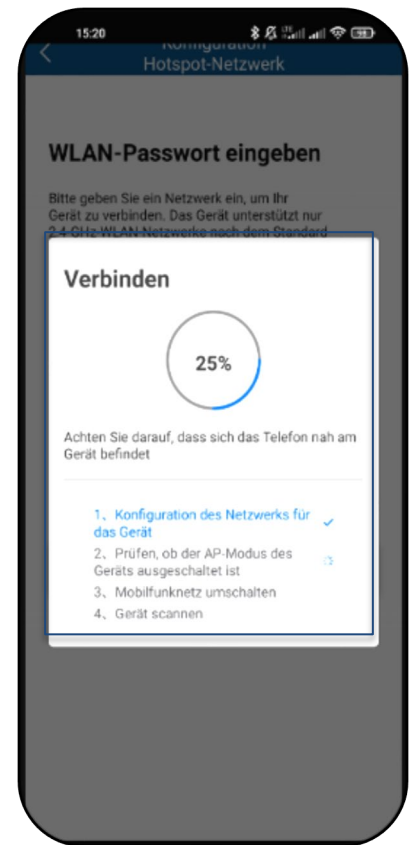 15:20
Konfiguration
Hotspot-Netzwerk
WLAN-Passwort eingeben
Bitte geben Sie ein Netzwerk ein, um Ihr
Gerät zu verbinden. Das Gerät unterstützt nur
2.4 GHz WLAN Netzwerke nach dem Standard
Verbinden
25%
Achten Sie darauf, dass sich das Telefon nah am
Gerät befindet
1、Konfiguration des Netzwerks für
das Gerät
2、Prüfen, ob der AP-Modus des
Geräts ausgeschaltet ist
3、Mobilfunknetz umschalten
4、Gerät scannen